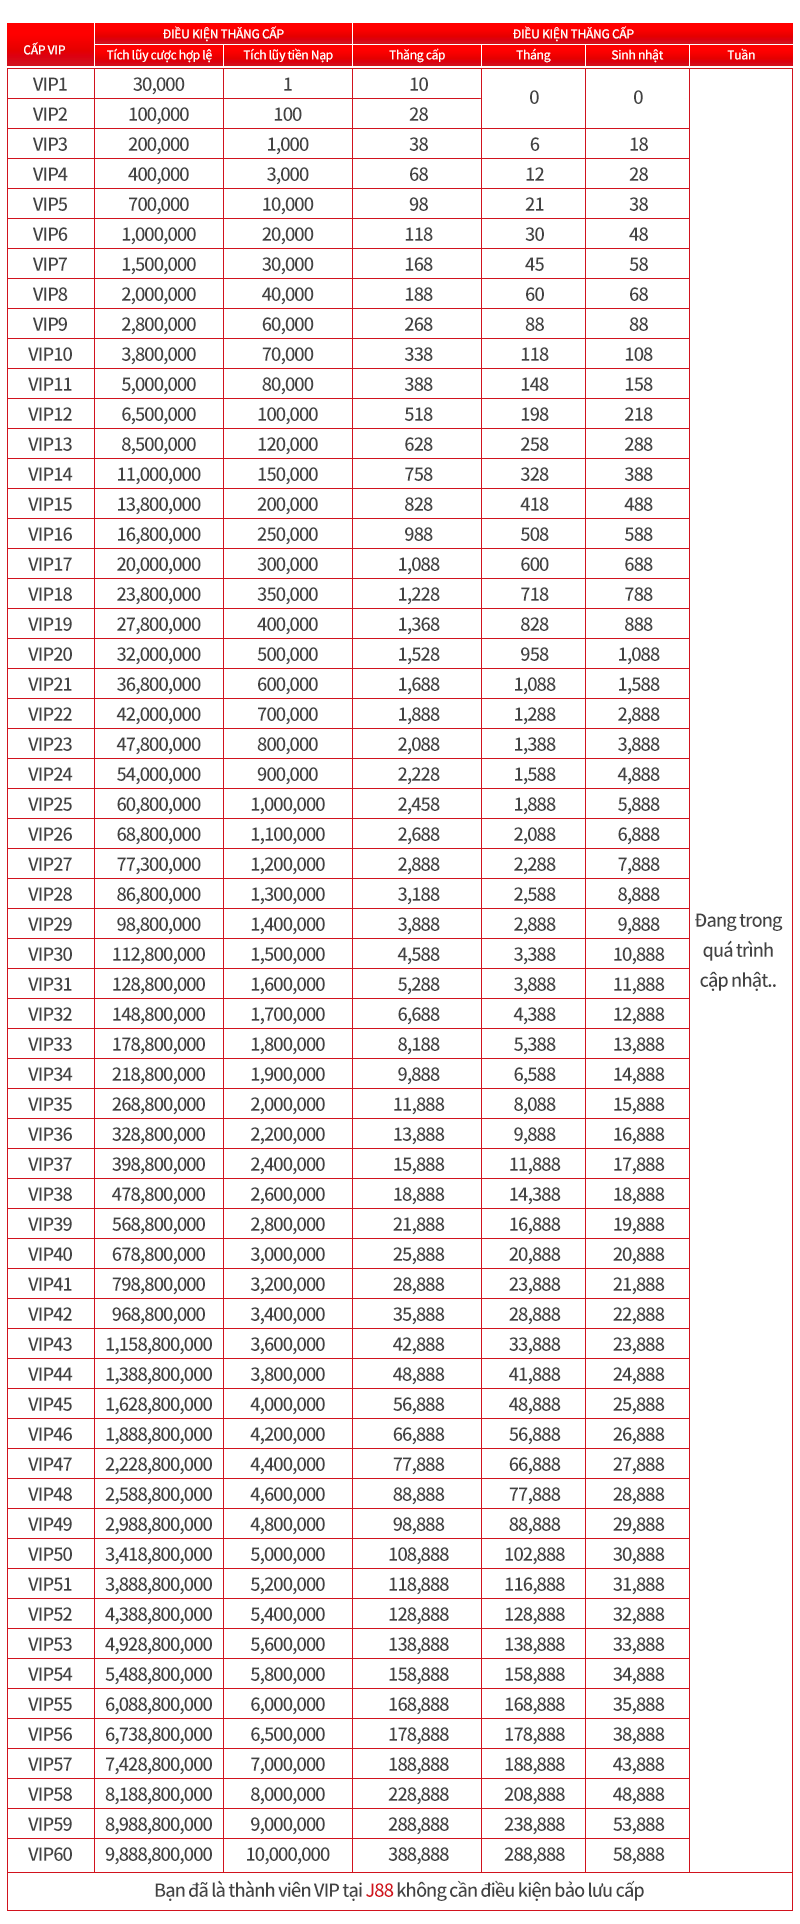 CẤP VIP ĐIỀU KIỆN THĂNG CẤP ĐIỀU KIỆN THĂNG CẤP
Tích lũy cược hợp lệ Tích lũy tiền Nạp Thăng cấp Tháng Sinh nhật Tuần
VIP1 30,000 1 10 0 0
VIP2 100,000 100 28
VIP3 200,000 1,000 38 6 18
VIP4 400,000 3,000 68 12 28
VIP5 700,000 10,000 98 21 38
VIP6 1,000,000 20,000 118 30 48
VIP7 1,500,000 30,000 168 45 58
VIP8 2,000,000 40,000 188 60 68
VIP9 2,800,000 60,000 268 88 88
VIP10 3,800,000 70,000 338 118 108
VIP11 5,000,000 80,000 388 148 158
VIP12 6,500,000 100,000 518 198 218
VIP13 8,500,000 120,000 628 258 288
VIP14 11,000,000 150,000 758 328 388
VIP15 13,800,000 200,000 828 418 488
VIP16 16,800,000 250,000 988 508 588
VIP17 20,000,000 300,000 1,088 600 688
VIP18 23,800,000 350,000 1,228 718 788
VIP19 27,800,000 400,000 1,368 828 888
VIP20 32,000,000 500,000 1,528 958 1,088
VIP21 36,800,000 600,000 1,688 1,088 1,588
VIP22 42,000,000 700,000 1,888 1,288 2,888
VIP23 47,800,000 800,000 2,088 1,388 3,888
VIP24 54,000,000 900,000 2,228 1,588 4,888
VIP25 60,800,000 1,000,000 2,458 1,888 5,888
VIP26 68,800,000 1,100,000 2,688 2,088 6,888
VIP27 77,300,000 1,200,000 2,888 2,288 7,888
VIP28 86,800,000 1,300,000 3,188 2,588 8,888
VIP29 98,800,000 1,400,000 3,888 2,888 9,888 Đang trong
VIP30 112,800,000 1,500,000 4,588 3,388 10,888 quá trình
VIP31 128,800,000 1,600,000 5,288 3,888 11,888 cập nhật..
VIP32 148,800,000 1,700,000 6,688 4,388 12,888
VIP33 178,800,000 1,800,000 8,188 5,388 13,888
VIP34 218,800,000 1,900,000 9,888 6,588 14,888
VIP35 268,800,000 2,000,000 11,888 8,088 15,888
VIP36 328,800,000 2,200,000 13,888 9,888 16,888
VIP37 398,800,000 2,400,000 15,888 11,888 17,888
VIP38 478,800,000 2,600,000 18,888 14,388 18,888
VIP39 568,800,000 2,800,000 21,888 16,888 19,888
VIP40 678,800,000 3,000,000 25,888 20,888 20,888
VIP41 798,800,000 3,200,000 28,888 23,888 21,888
VIP42 968,800,000 3,400,000 35,888 28,888 22,888
VIP43 1,158,800,000 3,600,000 42,888 33,888 23,888
VIP44 1,388,800,000 3,800,000 48,888 41,888 24,888
VIP45 1,628,800,000 4,000,000 56,888 48,888 25,888
VIP46 1,888,800,000 4,200,000 66,888 56,888 26,888
VIP47 2,228,800,000 4,400,000 77,888 66,888 27,888
VIP48 2,588,800,000 4,600,000 88,888 77,888 28,888
VIP49 2,988,800,000 4,800,000 98,888 88,888 29,888
VIP50 3,418,800,000 5,000,000 108,888 102,888 30,888
VIP51 3,888,800,000 5,200,000 118,888 116,888 31,888
VIP52 4,388,800,000 5,400,000 128,888 128,888 32,888
VIP53 4,928,800,000 5,600,000 138,888 138,888 33,888
VIP54 5,488,800,000 5,800,000 158,888 158,888 34,888
VIP55 6,088,800,000 6,000,000 168,888 168,888 35,888
VIP56 6,738,800,000 6,500,000 178,888 178,888 38,888
VIP57 7,428,800,000 7,000,000 188,888 188,888 43,888
VIP58 8,188,800,000 8,000,000 228,888 208,888 48,888
VIP59 8,988,800,000 9,000,000 288,888 238,888 53,888
VIP60 9,888,800,000 10,000,000 388,888 288,888 58,888
Bạn đã là thành viên VIP tại J88 không cần điều kiện bảo lưu cấp